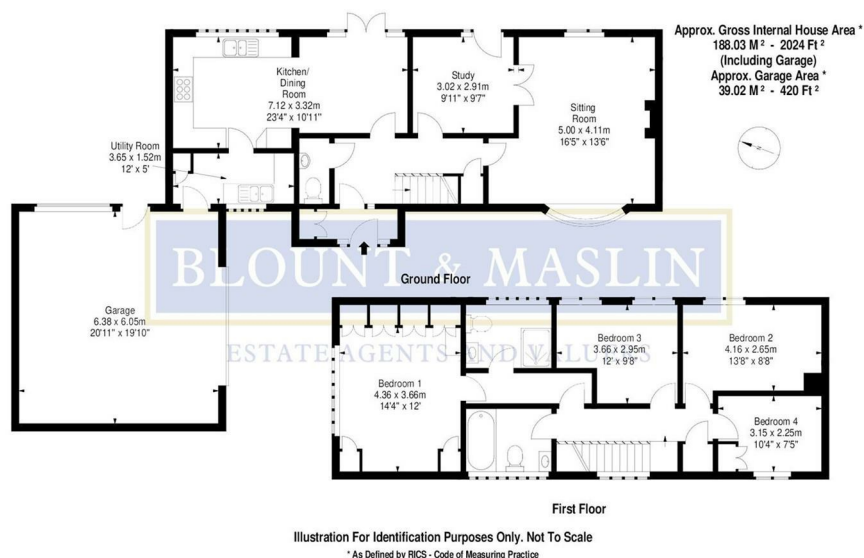 Approx. Gross Internal House Area *
188.03 M ² - 2024 Ft ²
(Including Garage)
Approx. Garage Area *
39.02 M ² - 420 Ft ²
Kitchen/
Dining
Room
7.12 x 3.32m
23'4" x 10'11"
Study
3.02 x 2.91m
9'11" x 9'7"
Sitting
Room
5.00 x 4.11m
16'5" x 13'6"
Utility Room
3.65 x 1.52m
12' x 5'
BLOUNT & MASLIN
ESTATE AGENTS AND VALUERS
Ground Floor
Garage
6.38 x 6.05m
20'11" x 19'10"
Bedroom 1
4.36 x 3.66m
14'4" x 12'
Bedroom 3
3.66 x 2.95m
12' x 9'8"
Bedroom 2
4.16 x 2.65m
13'8" x 8'8"
Bedroom 4
3.15 x 2.25m
10'4" x 7'5"
First Floor
Illustration For Identification Purposes Only. Not To Scale
* As Defined by RICS - Code of Measuring Practice